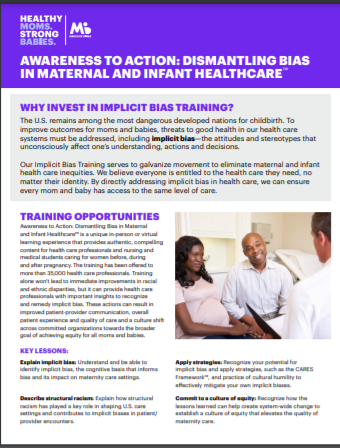 HEALTHY
MOMS.
STRONG
BABIES.
AWARENESS TO ACTION: DISMANTLING BIAS
IN MATERNAL AND INFANT HEALTHCARE™
WHY INVEST IN IMPLICIT BIAS TRAINING?
The U.S. remains among the most dangerous developed nations for childbirth. To
improve outcomes for moms and babies, threats to good health in our health care
systems must be addressed, including implicit bias—the attitudes and stereotypes that
unconsciously affect one's understanding, actions and decisions.
Our Implicit Bias Training serves to galvanize movement to eliminate maternal and infant
health care inequities. We believe everyone is entitled to the health care they need, no
matter their identity. By directly addressing implicit bias in health care, we can ensure
every mom and baby has access to the same level of care.
TRAINING OPPORTUNITIES
Awareness to Action: Dismantling Bias in Maternal
and Infant Healthcare™ is a unique in-person or virtual
learning experience that provides authentic, compelling
content for health care professionals and nursing and
medical students caring for women before, during
and after pregnancy. The training has been offered to
more than 35,000 health care professionals. Training
alone won't lead to immediate improvements in racial
and ethnic disparities, but it can provide health care
professionals with important insights to recognize
and remedy implicit bias. These actions can result in
improved patient-provider communication, overall
patient experience and quality of care and a culture shift
across committed organizations towards the broader
goal of achieving equity for all moms and babies.
KEY LESSONS:
Explain implicit bias: Understand and be able to
identify implicit bias, the cognitive basis that informs
bias and its impact on maternity care settings.
Describe structural racism: Explain how structural
racism has played a key role in shaping U.S. care
settings and contributes to implicit biases in patient/
provider encounters.
Apply strategies: Recognize your potential for
implicit bias and apply strategies, such as the CARES
Framework™, and practice of cultural humility to
effectively mitigate your own implicit biases.
Commit to a culture of equity: Recognize how the
lessons learned can help create system-wide change to
establish a culture of equity that elevates the quality of
maternity care.